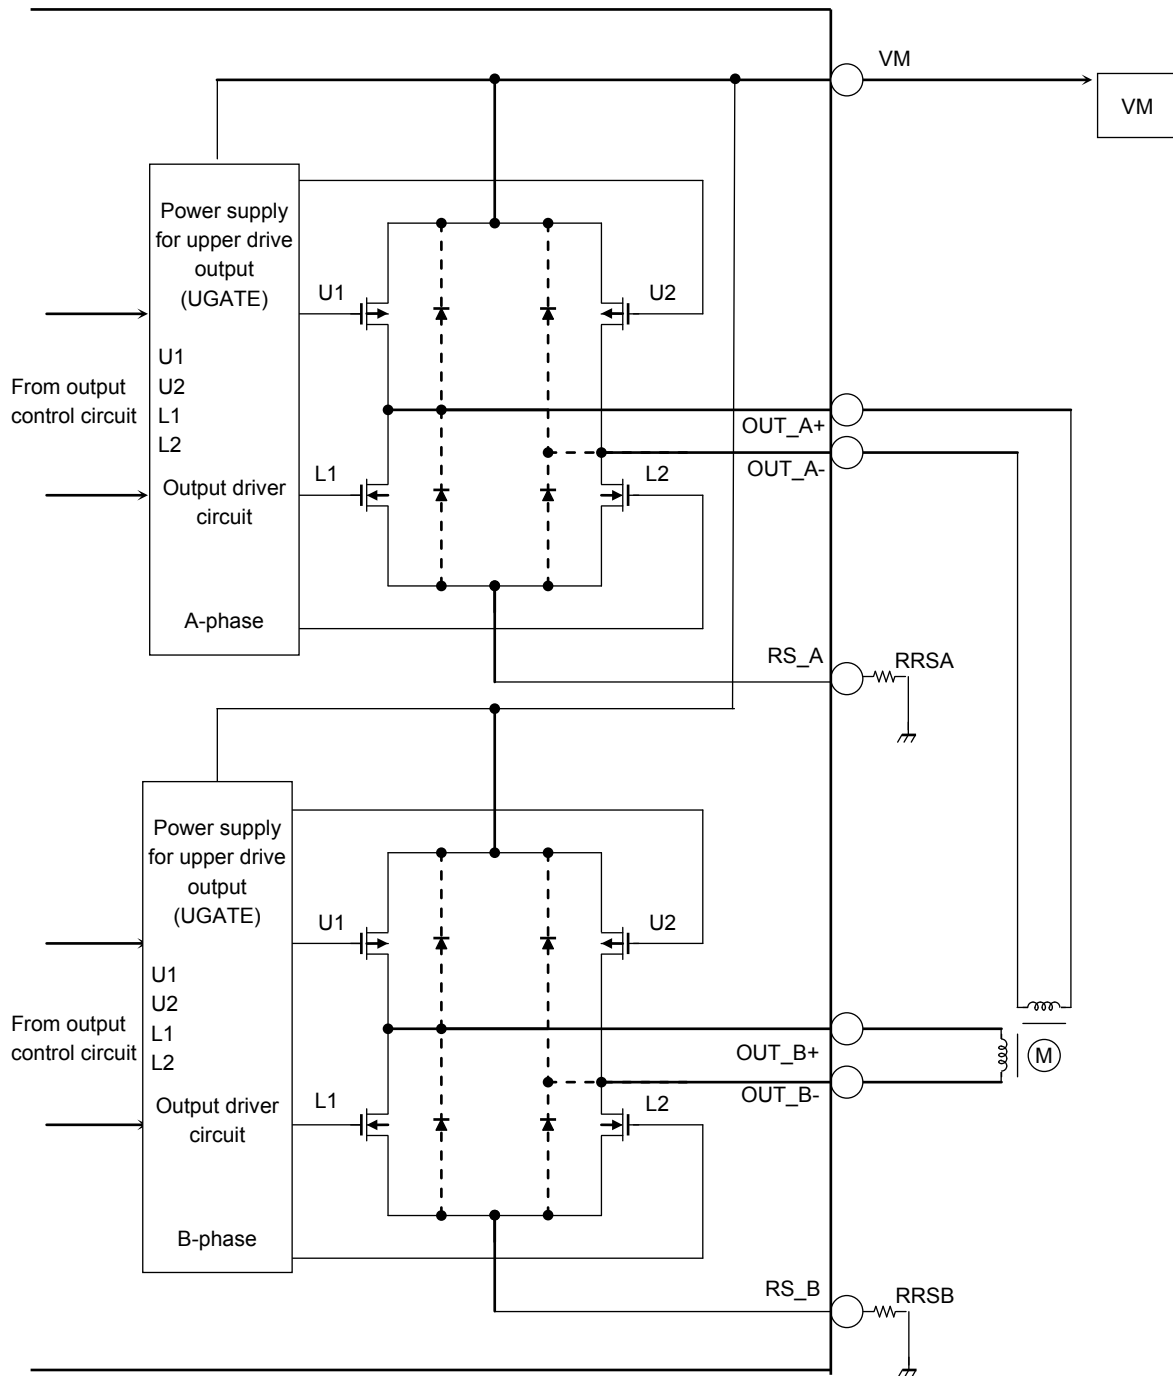 VM
VM
Power supply
for upper drive
output
(UGATE)
U1
U2
U1
U2
L1
L2
From output
control circuit
OUT_A+
OUT_A-
L1
L2
Output driver
circuit
A-phase
RS_A
RRSA
Power supply
for upper drive
output
(UGATE)
U1
U2
U1
U2
L1
L2
From output
control circuit
OUT_B+
OUT_B-
M
L1
L2
Output driver
circuit
B-phase
RS_B
RRSB